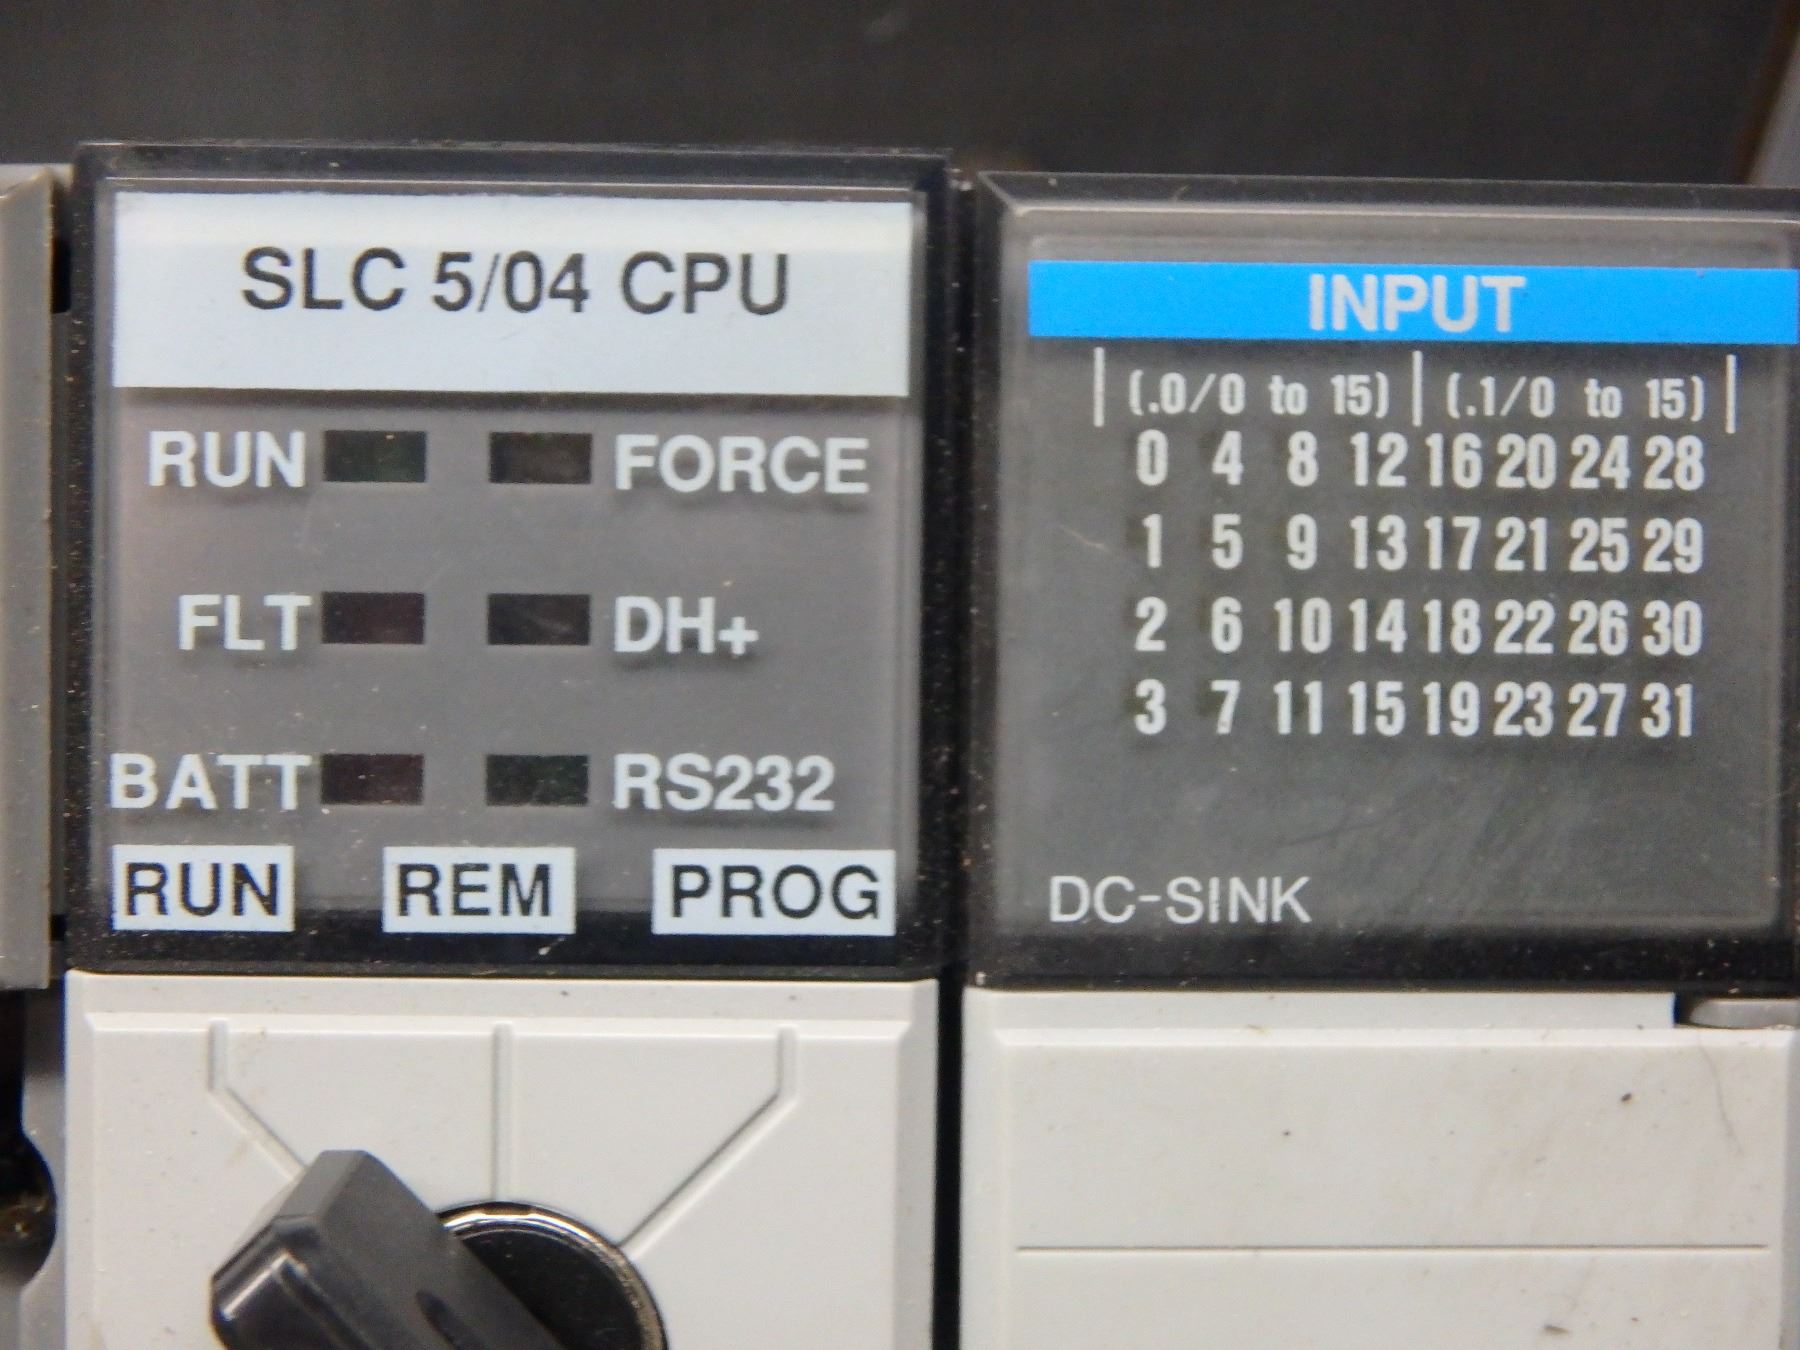 SLC 5/04 CPU
RUN FORCE
FLT DH+
BATT RS232
RUN REM PROG
INPUT
(.0/0 to 15) (.1/0 to 15)
0 4 8 12 16 20 24 28
1 5 9 13 17 21 25 29
2 6 10 14 18 22 26 30
3 7 11 15 19 23 27 31
DC-SINK